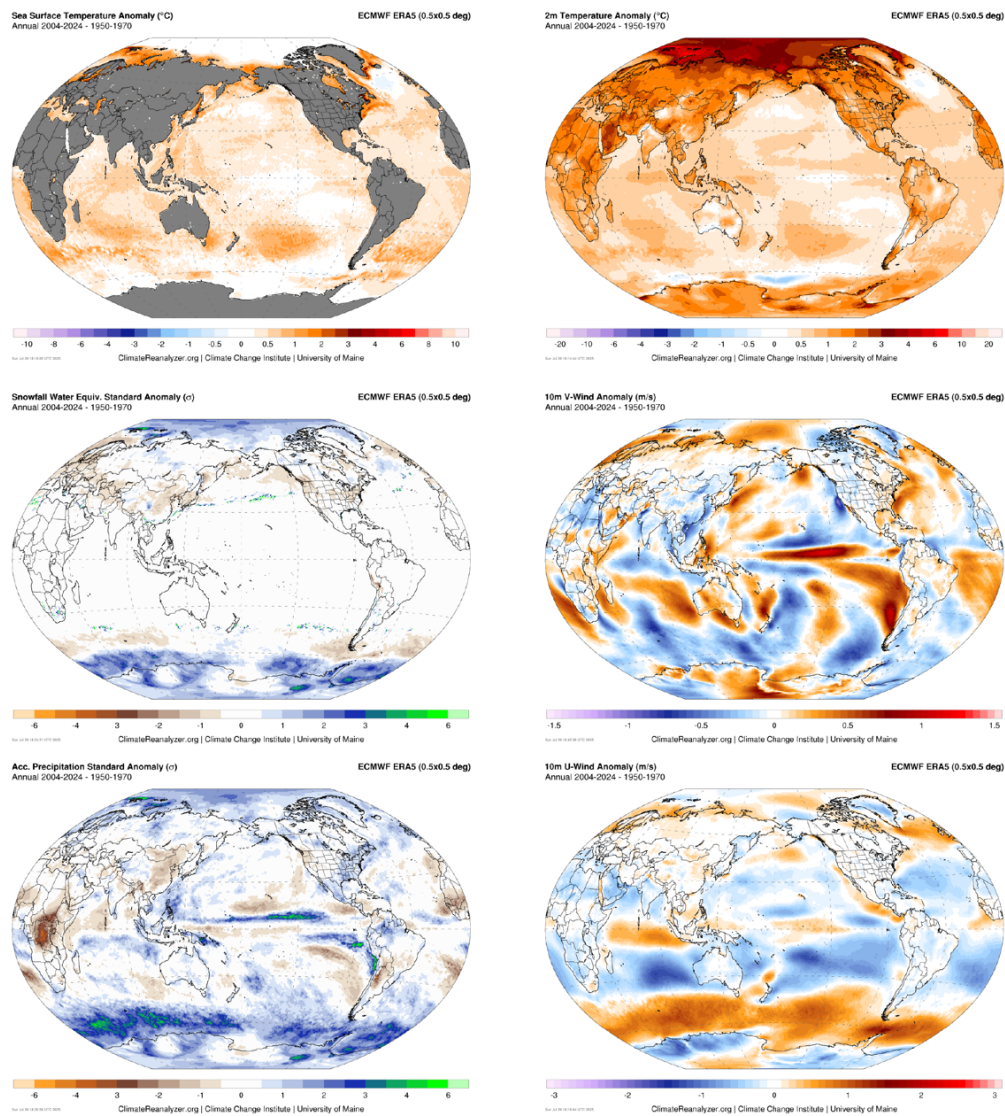 Sea Surface Temperature Anomaly (°C)
ECMWF ERA5 (0.5x0.5 deg)
Annual 2004-2024 - 1950-1970
-10 -8 -6 -4 -3 -2 -1 -0.5 0 0.5 1 2 3 4 6 8 10
ClimateReanalyzer.org | Climate Change Institute | University of Maine
2m Temperature Anomaly (°C)
ECMWF ERA5 (0.5x0.5 deg)
Annual 2004-2024 - 1950-1970
-20 -10 -6 -4 -3 -2 -1 -0.5 0 0.5 1 2 3 4 6 10 20
ClimateReanalyzer.org | Climate Change Institute | University of Maine
Snowfall Water Equiv. Standard Anomaly (σ)
ECMWF ERA5 (0.5x0.5 deg)
Annual 2004-2024 - 1950-1970
-6 -4 -3 -2 -1 0 1 2 3 4 6
ClimateReanalyzer.org | Climate Change Institute | University of Maine
10m V-Wind Anomaly (m/s)
ECMWF ERA5 (0.5x0.5 deg)
Annual 2004-2024 - 1950-1970
-1.5 -1 -0.5 0 0.5 1 1.5
ClimateReanalyzer.org | Climate Change Institute | University of Maine
Acc. Precipitation Standard Anomaly (σ)
ECMWF ERA5 (0.5x0.5 deg)
Annual 2004-2024 - 1950-1970
-6 -4 -3 -2 -1 0 1 2 3 4 6
ClimateReanalyzer.org | Climate Change Institute | University of Maine
10m U-Wind Anomaly (m/s)
ECMWF ERA5 (0.5x0.5 deg)
Annual 2004-2024 - 1950-1970
-3 -2 -1 0 1 2 3
ClimateReanalyzer.org | Climate Change Institute | University of Maine